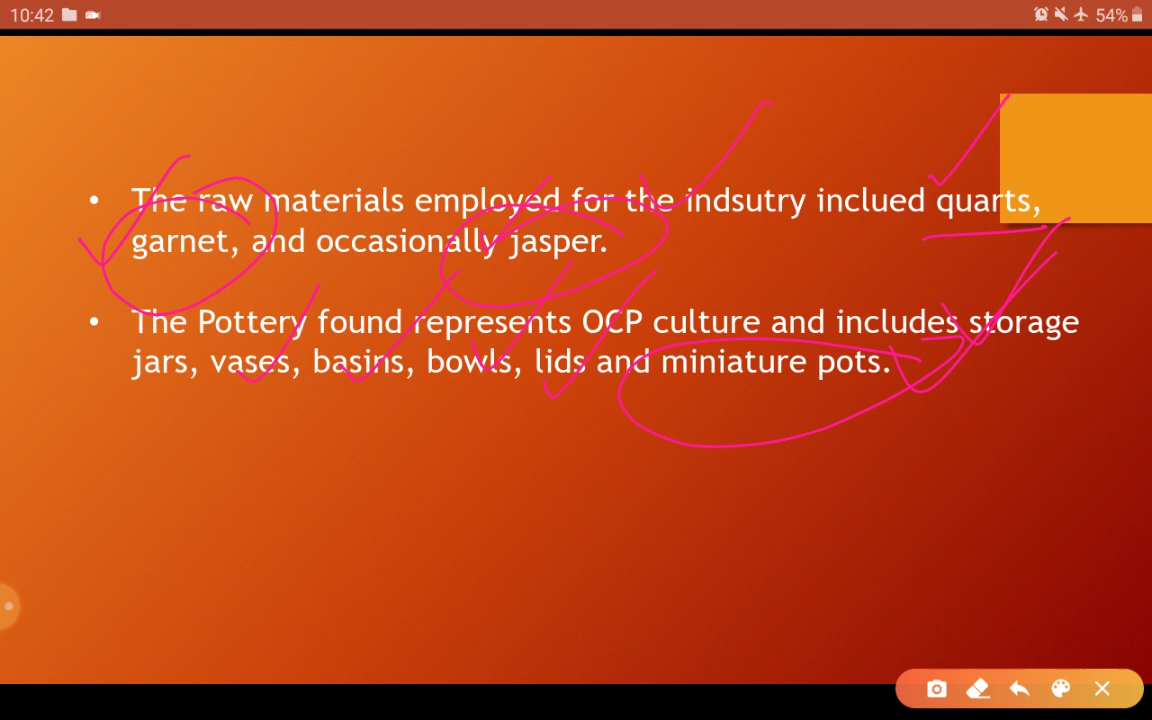 10:42
54%
• The raw materials employed for the indsutry inclued quarts,
garnet, and occasionally jasper.
• The Pottery found represents OCP culture and includes storage
jars, vases, basins, bowls, lids and miniature pots.